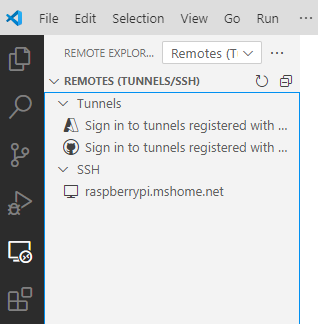 File Edit Selection View Go Run ···
REMOTE EXPLOR... Remotes (T ···
REMOTES (TUNNELS/SSH)
Tunnels
Sign in to tunnels registered with ...
Sign in to tunnels registered with ...
SSH
raspberrypi.mshome.net